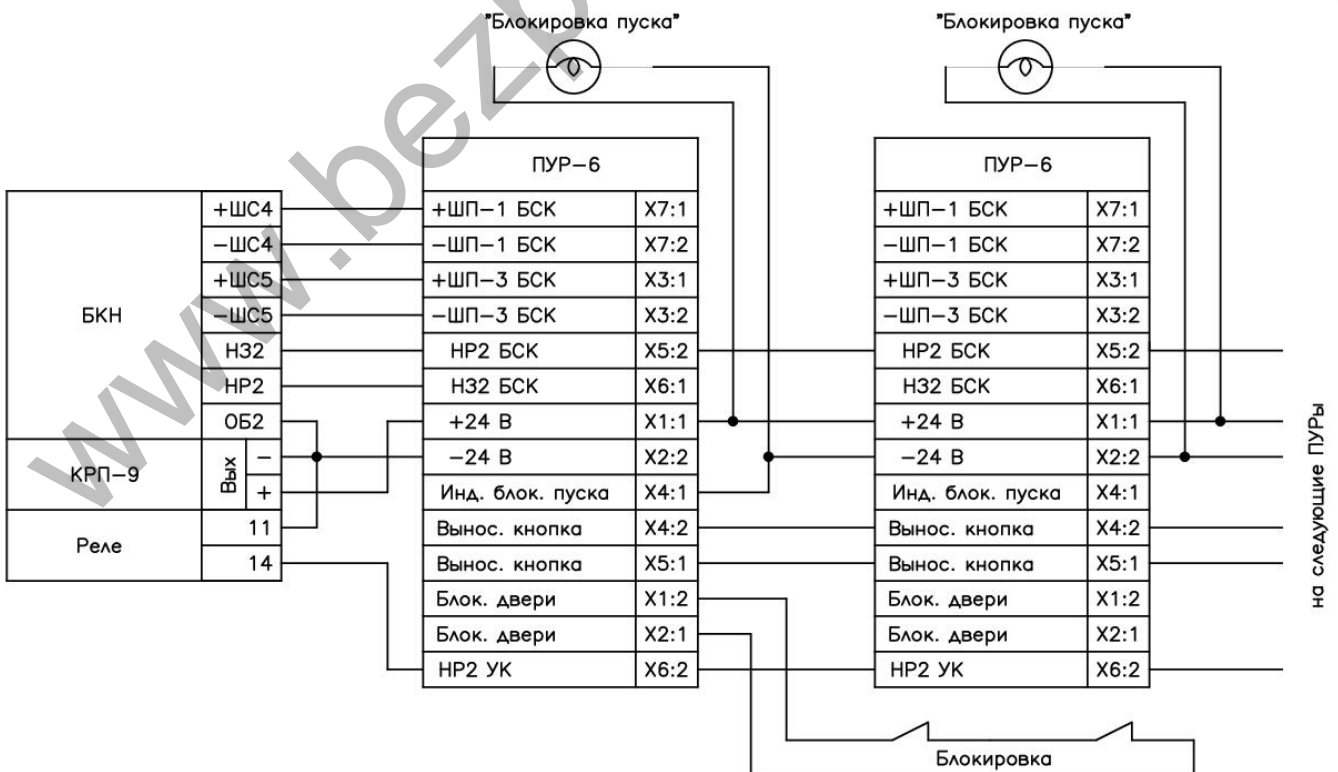 "Блокировка пуска"
"Блокировка пуска"
ПУР-6
ПУР-6
+ШС4
+ШП-1 БСК
X7:1
+ШП-1 БСК
X7:1
-ШС4
-ШП-1 БСК
X7:2
-ШП-1 БСК
X7:2
+ШС5
+ШП-3 БСК
X3:1
+ШП-3 БСК
X3:1
БКН
-ШС5
-ШП-3 БСК
X3:2
-ШП-3 БСК
X3:2
НЗ2
НР2 БСК
X5:2
НР2 БСК
X5:2
НР2
НЗ2 БСК
X6:1
НЗ2 БСК
X6:1
ОБ2
+24 В
X1:1
+24 В
X1:1
КРП-9
Вых
-
-24 В
X2:2
-24 В
X2:2
+
Инд. блок. пуска
X4:1
Инд. блок. пуска
X4:1
Реле
11
Вынос. кнопка
X4:2
Вынос. кнопка
X4:2
14
Вынос. кнопка
X5:1
Вынос. кнопка
X5:1
Блок. двери
X1:2
Блок. двери
X1:2
Блок. двери
X2:1
Блок. двери
X2:1
НР2 УК
X6:2
НР2 УК
X6:2
на следующие ПУРы
Блокировка
www.bezp